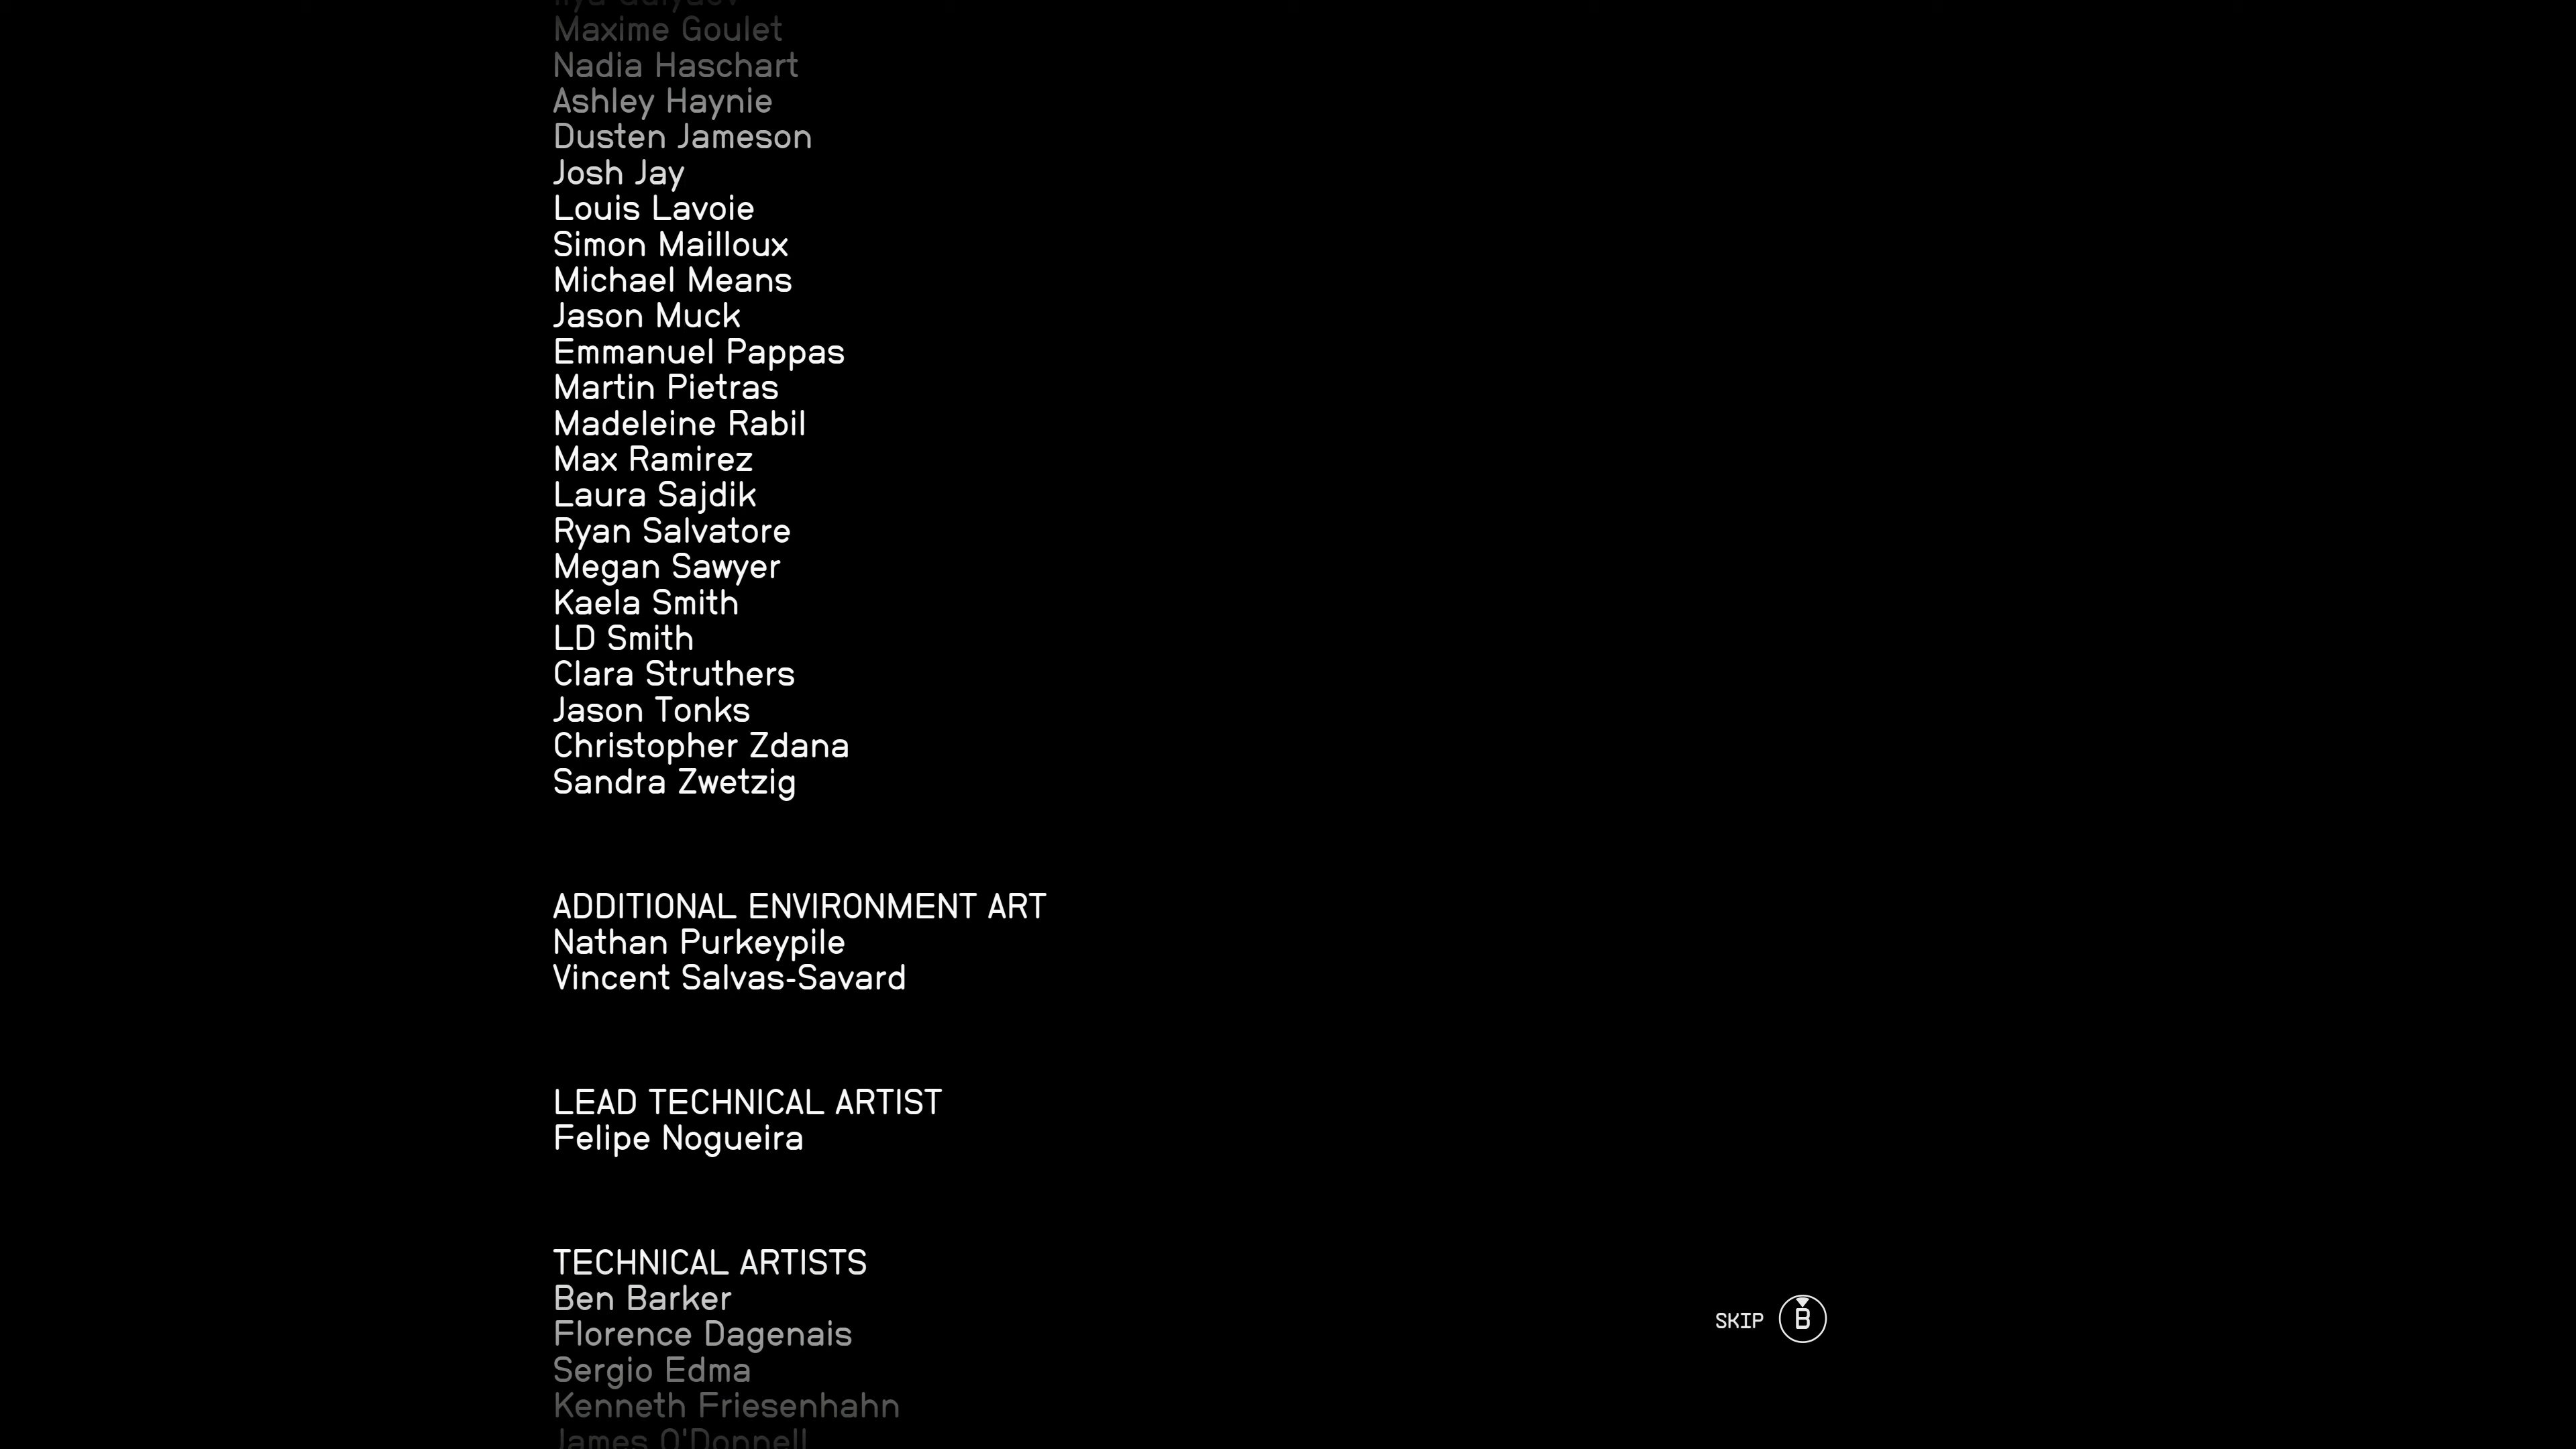 Maxime Goulet
Nadia Haschart
Ashley Haynie
Dusten Jameson
Josh Jay
Louis Lavoie
Simon Mailloux
Michael Means
Jason Muck
Emmanuel Pappas
Martin Pietras
Madeleine Rabil
Max Ramirez
Laura Sajdik
Ryan Salvatore
Megan Sawyer
Kaela Smith
LD Smith
Clara Struthers
Jason Tonks
Christopher Zdana
Sandra Zwetzig
ADDITIONAL ENVIRONMENT ART
Nathan Purkeypile
Vincent Salvas-Savard
LEAD TECHNICAL ARTIST
Felipe Nogueira
TECHNICAL ARTISTS
Ben Barker
Florence Dagenais
Sergio Edma
Kenneth Friesenhahn
James O'Donnell
SKIP B